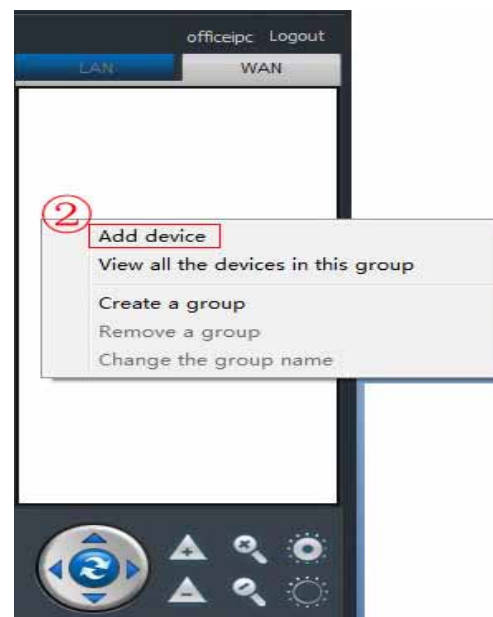 officeipc Logout
LAN WAN
②
Add device
View all the devices in this group
Create a group
Remove a group
Change the group name